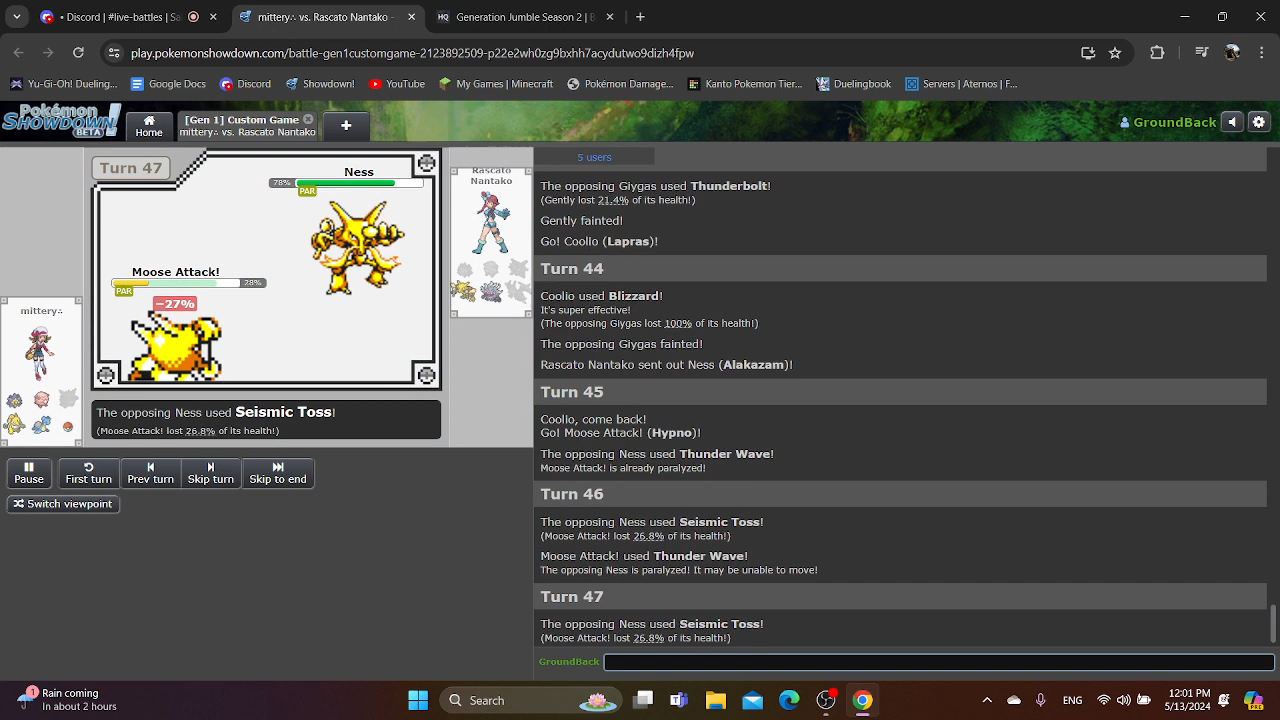 • Discord | #live-battles | Sa
mittery∴ vs. Rascato Nantako -
HQ Generation Jumble Season 2 | B
play.pokemonshowdown.com/battle-gen1customgame-2123892509-p22e2wh0zg9bxhh7acydutwo9dizh4fpw
Yu-Gi-Oh! Dueling...
Google Docs
Discord
Showdown!
YouTube
My Games | Minecraft
Pokémon Damage...
Kanto Pokemon Tier...
Duelingbook
Servers | Aternos | F...
Pokémon
Showdown!
BETA
Home
[Gen 1] Custom Game
mittery∴ vs. Rascato Nantako
GroundBack
Turn 47
Ness
78%
PAR
Moose Attack!
28%
PAR
−27%
mittery∴
Rascato
Nantako
The opposing Ness used Seismic Toss!
(Moose Attack! lost 26.8% of its health!)
Pause
First turn
Prev turn
Skip turn
Skip to end
Switch viewpoint
5 users
The opposing Giygas used Thunderbolt!
(Gently lost 21.4% of its health!)
Gently fainted!
Go! Coollo (Lapras)!
Turn 44
Coollo used Blizzard!
It's super effective!
(The opposing Giygas lost 100% of its health!)
The opposing Giygas fainted!
Rascato Nantako sent out Ness (Alakazam)!
Turn 45
Coollo, come back!
Go! Moose Attack! (Hypno)!
The opposing Ness used Thunder Wave!
Moose Attack! is already paralyzed!
Turn 46
The opposing Ness used Seismic Toss!
(Moose Attack! lost 26.8% of its health!)
Moose Attack! used Thunder Wave!
The opposing Ness is paralyzed! It may be unable to move!
Turn 47
The opposing Ness used Seismic Toss!
(Moose Attack! lost 26.8% of its health!)
GroundBack
1
Rain coming
In about 2 hours
Search
ENG
12:01 PM
5/13/2024
PRE